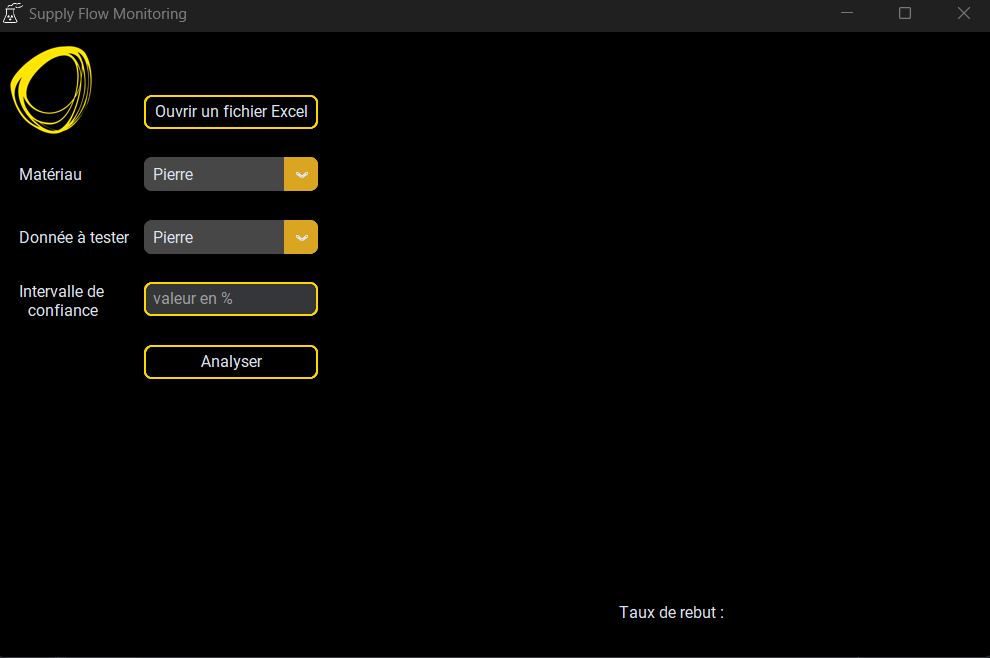 Supply Flow Monitoring
Ouvrir un fichier Excel
Matériau
Pierre
Donnée à tester
Pierre
Intervalle de
confiance
valeur en %
Analyser
Taux de rebut :